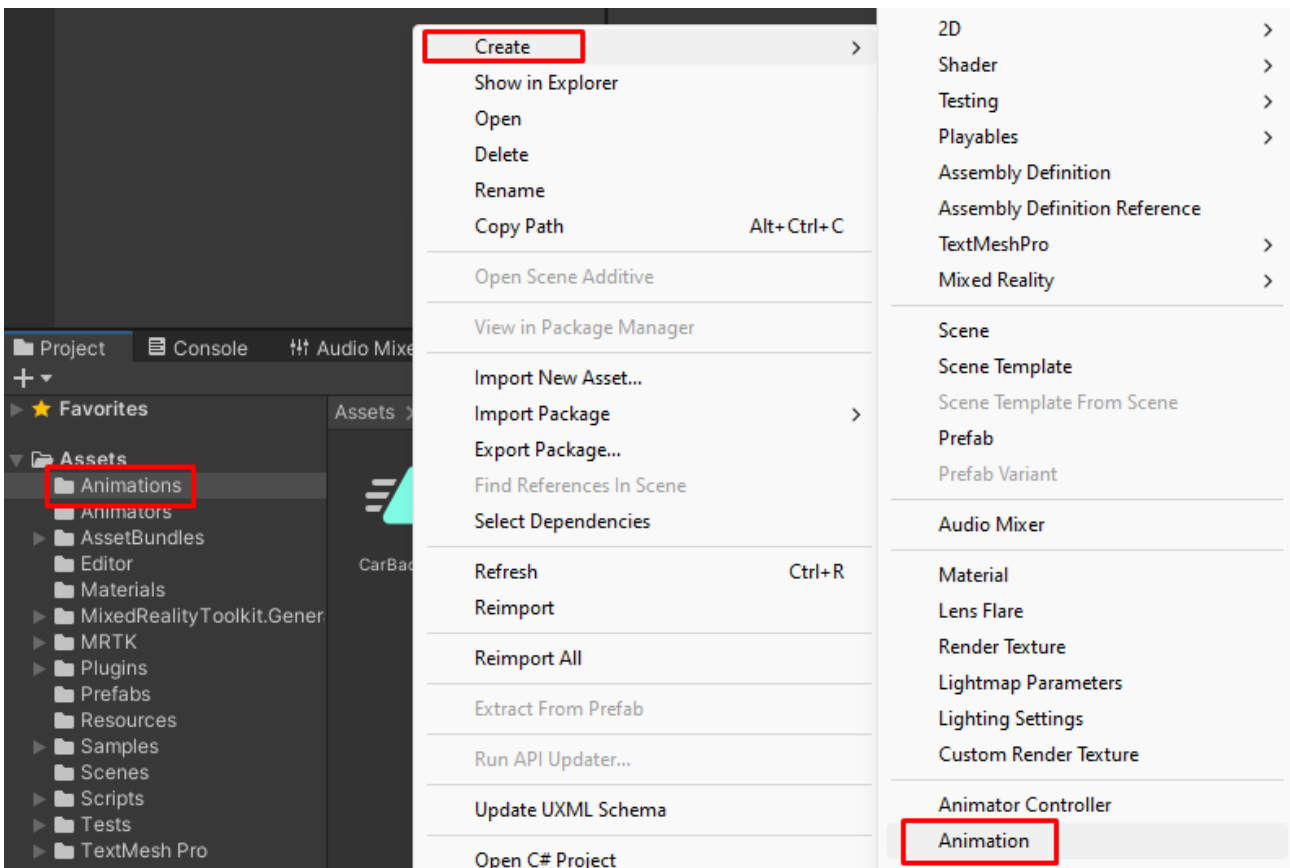 Project
Console
Audio Mixe
Favorites
Assets
Animations
Animators
AssetBundles
Editor
Materials
MixedRealityToolkit.Gener
MRTK
Plugins
Prefabs
Resources
Samples
Scenes
Scripts
Tests
TextMesh Pro
Assets >
CarBac
Create
Show in Explorer
Open
Delete
Rename
Copy Path Alt+Ctrl+C
Open Scene Additive
View in Package Manager
Import New Asset...
Import Package
Export Package...
Find References In Scene
Select Dependencies
Refresh Ctrl+R
Reimport
Reimport All
Extract From Prefab
Run API Updater...
Update UXML Schema
Open C# Project
2D
Shader
Testing
Playables
Assembly Definition
Assembly Definition Reference
TextMeshPro
Mixed Reality
Scene
Scene Template
Scene Template From Scene
Prefab
Prefab Variant
Audio Mixer
Material
Lens Flare
Render Texture
Lightmap Parameters
Lighting Settings
Custom Render Texture
Animator Controller
Animation